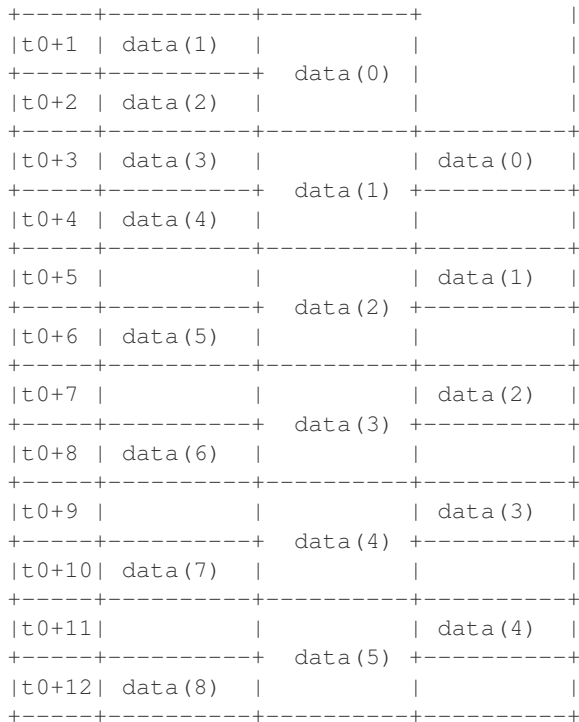 +-----+----------+----------+          |
|t0+1 | data(1)  |          |          |
+-----+----------+  data(0) |          |
|t0+2 | data(2)  |          |          |
+-----+----------+----------+----------+
|t0+3 | data(3)  |          | data(0)  |
+-----+----------+  data(1) +----------+
|t0+4 | data(4)  |          |          |
+-----+----------+----------+----------+
|t0+5 |          |          | data(1)  |
+-----+----------+  data(2) +----------+
|t0+6 | data(5)  |          |          |
+-----+----------+----------+----------+
|t0+7 |          |          | data(2)  |
+-----+----------+  data(3) +----------+
|t0+8 | data(6)  |          |          |
+-----+----------+----------+----------+
|t0+9 |          |          | data(3)  |
+-----+----------+  data(4) +----------+
|t0+10| data(7)  |          |          |
+-----+----------+----------+----------+
|t0+11|          |          | data(4)  |
+-----+----------+  data(5) +----------+
|t0+12| data(8)  |          |          |
+-----+----------+----------+----------+